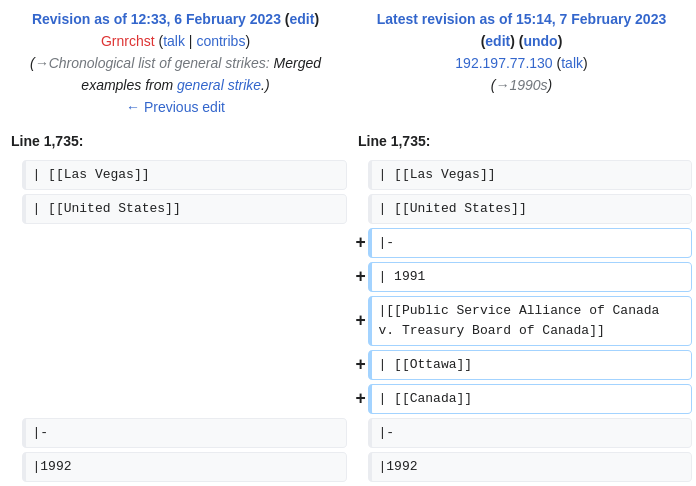 Revision as of 12:33, 6 February 2023 (edit)
Grnrchst (talk | contribs)
(→Chronological list of general strikes: Merged
examples from general strike.)
← Previous edit
Latest revision as of 15:14, 7 February 2023
(edit) (undo)
192.197.77.130 (talk)
(→1990s)
Line 1,735:
Line 1,735:
| [[Las Vegas]]
| [[Las Vegas]]
| [[United States]]
| [[United States]]
+ |-
+ | 1991
+ |[[Public Service Alliance of Canada
v. Treasury Board of Canada]]
+ | [[Ottawa]]
+ | [[Canada]]
|-
|-
|1992
|1992